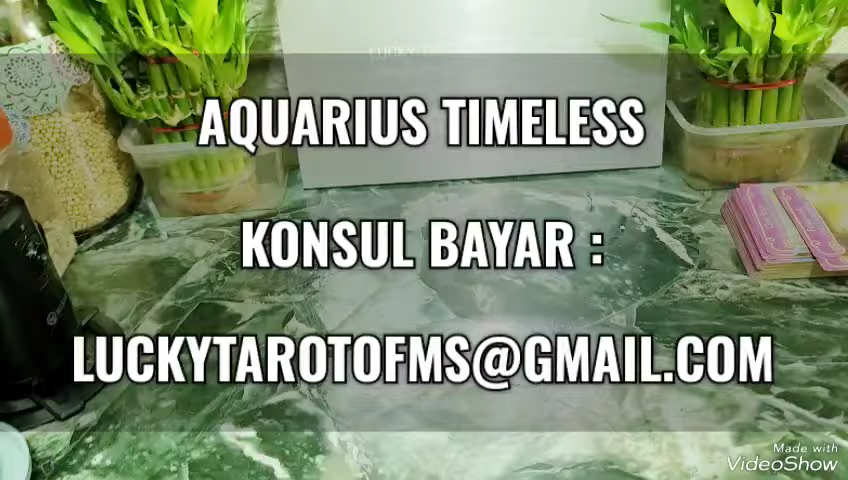 AQUARIUS TIMELESS
KONSUL BAYAR :
LUCKYTAROTOFMS@GMAIL.COM
Made with
VideoShow